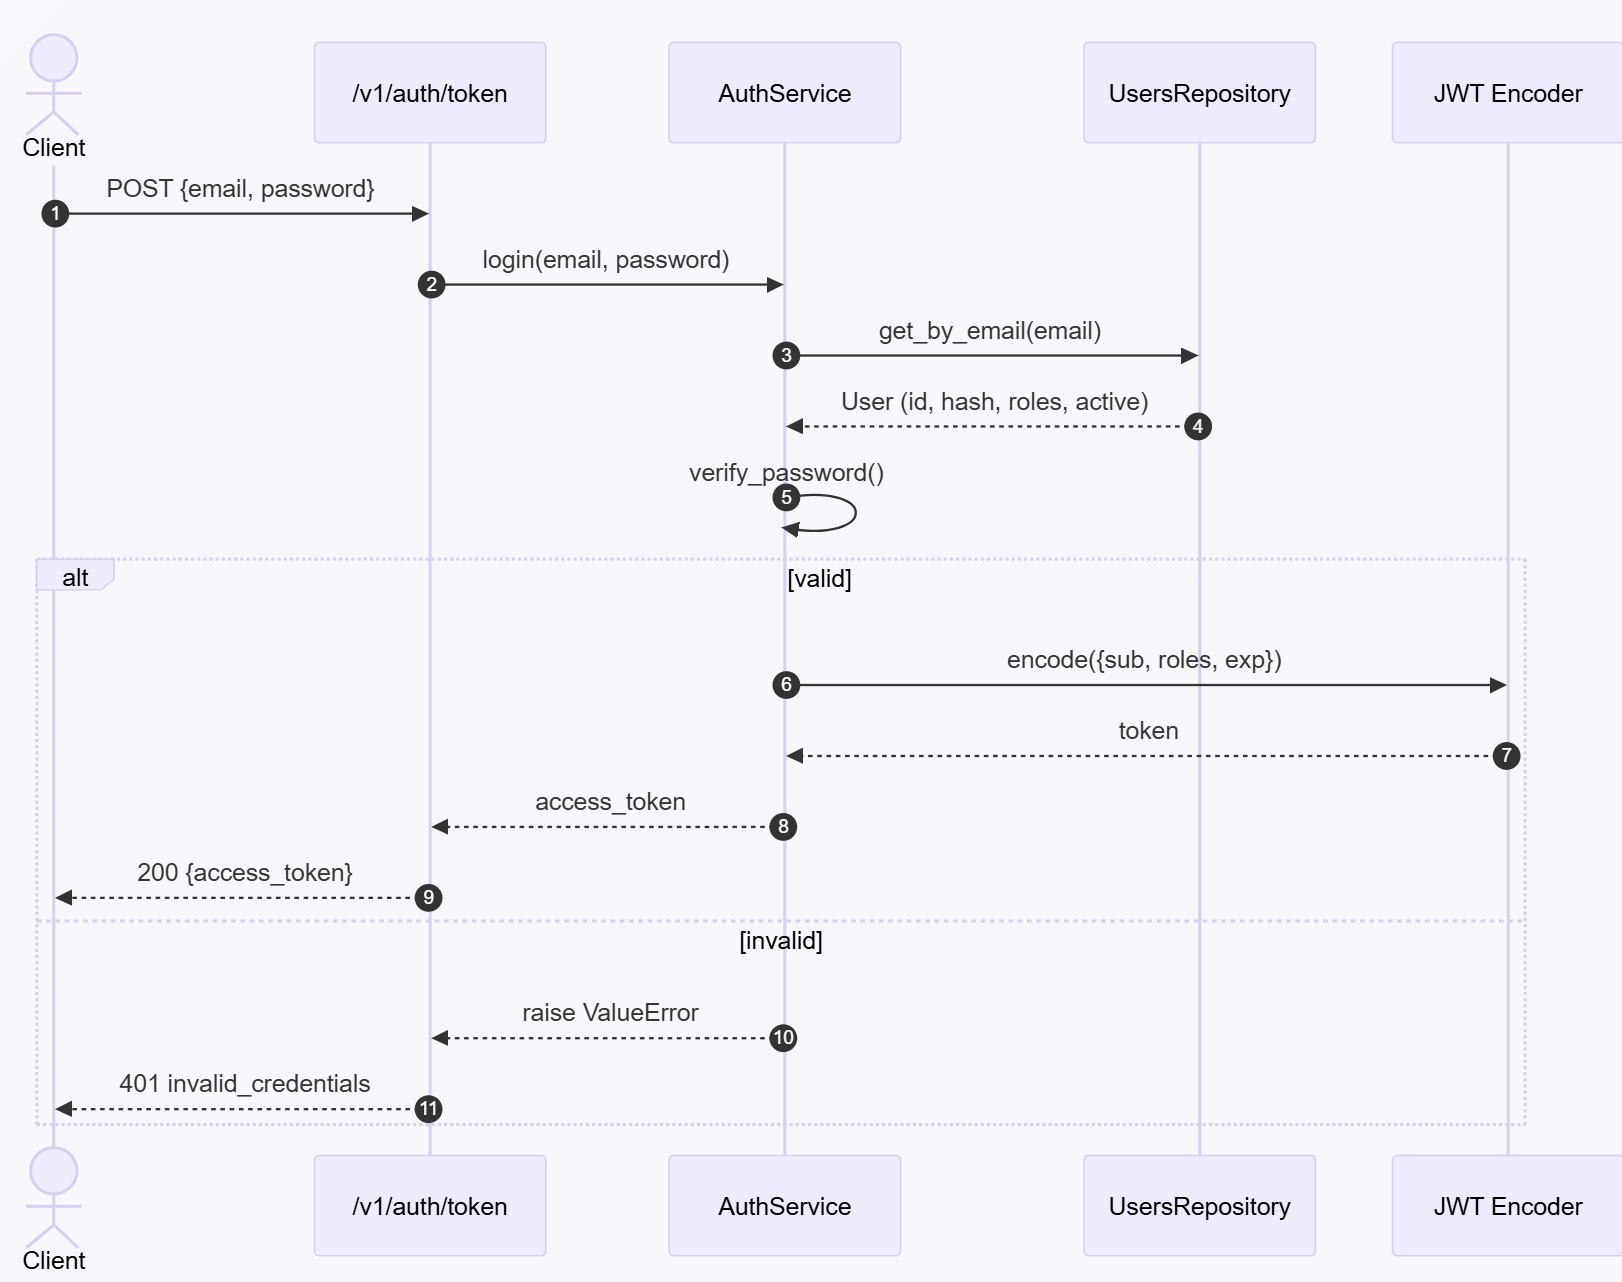 /v1/auth/token
AuthService
UsersRepository
JWT Encoder
Client
POST {email, password}
1
login(email, password)
2
get_by_email(email)
3
User (id, hash, roles, active)
4
verify_password()
5
alt
[valid]
encode({sub, roles, exp})
6
token
7
access_token
8
200 {access_token}
9
[invalid]
raise ValueError
10
401 invalid_credentials
11
/v1/auth/token
AuthService
UsersRepository
JWT Encoder
Client